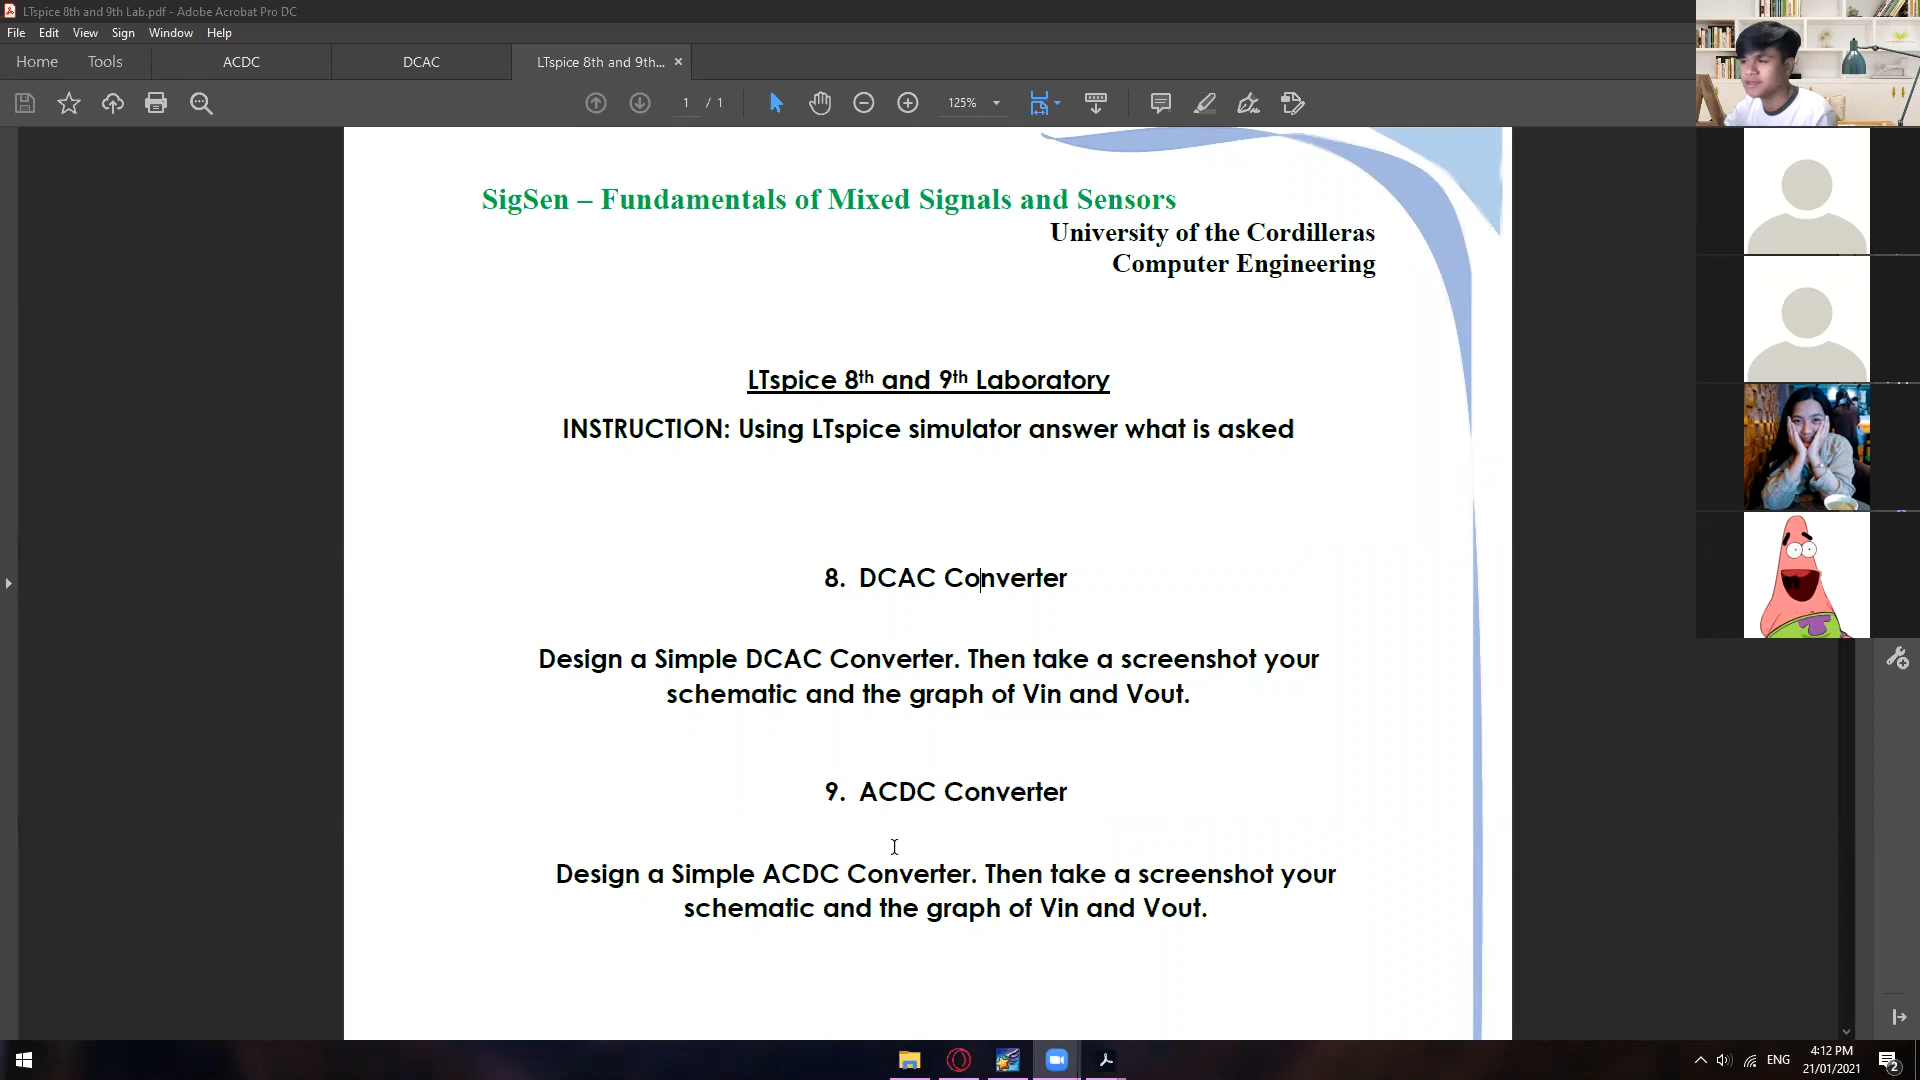 LTspice 8th and 9th Lab.pdf - Adobe Acrobat Pro DC
File Edit View Sign Window Help
Home Tools ACDC DCAC LTspice 8th and 9th...
1 / 1 125%
SigSen – Fundamentals of Mixed Signals and Sensors
University of the Cordilleras
Computer Engineering
LTspice 8th and 9th Laboratory
INSTRUCTION: Using LTspice simulator answer what is asked
8. DCAC Converter
Design a Simple DCAC Converter. Then take a screenshot your
schematic and the graph of Vin and Vout.
9. ACDC Converter
Design a Simple ACDC Converter. Then take a screenshot your
schematic and the graph of Vin and Vout.
ENG
4:12 PM
21/01/2021
2